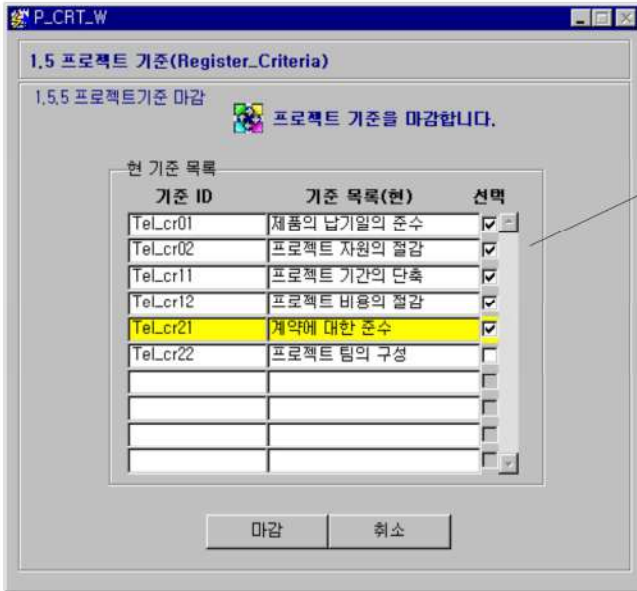 P_CRT_W
1.5 프로젝트 기준(Register_Criteria)
1.5.5 프로젝트기준 마감
프로젝트 기준을 마감합니다.
현 기준 목록
기준 ID 기준 목록(현) 선택
Tel_cr01 제품의 납기일의 준수
Tel_cr02 프로젝트 자원의 절감
Tel_cr11 프로젝트 기간의 단축
Tel_cr12 프로젝트 비용의 절감
Tel_cr21 계약에 대한 준수
Tel_cr22 프로젝트 팀의 구성
마감 취소